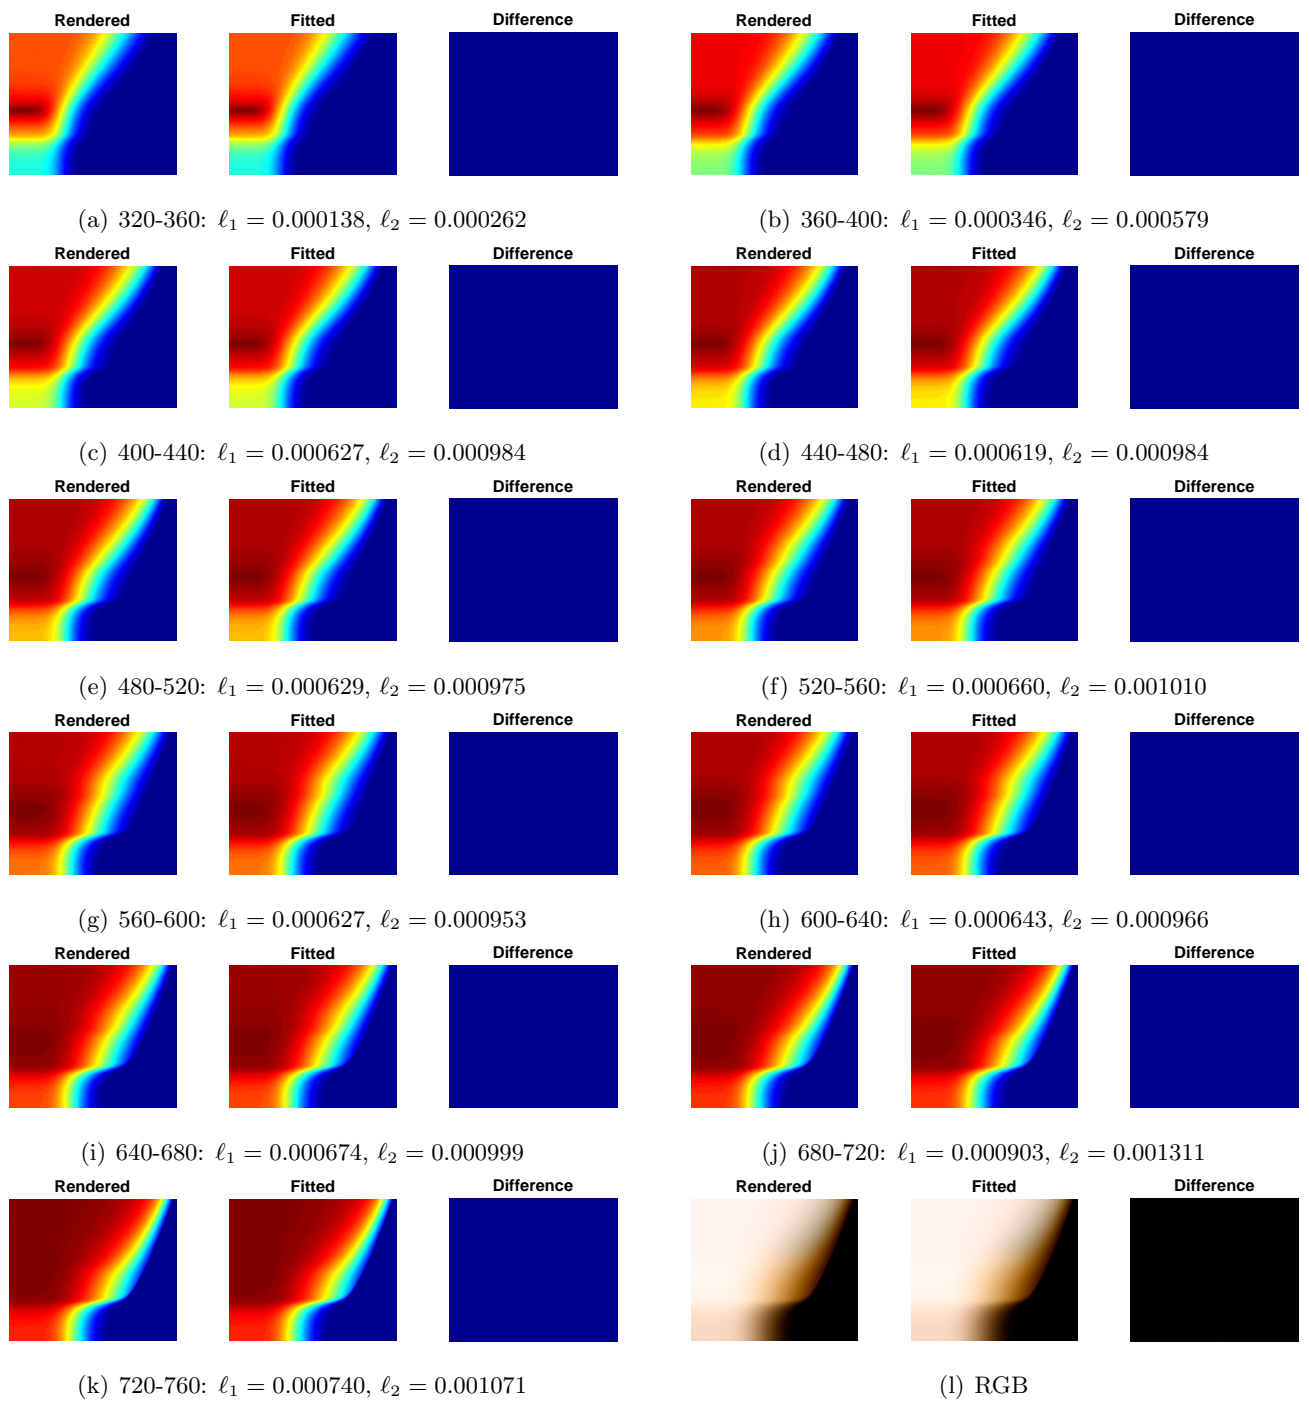 Rendered Fitted Difference Rendered Fitted Difference
(a) 320-360: ℓ₁ = 0.000138, ℓ₂ = 0.000262 (b) 360-400: ℓ₁ = 0.000346, ℓ₂ = 0.000579
Rendered Fitted Difference Rendered Fitted Difference
(c) 400-440: ℓ₁ = 0.000627, ℓ₂ = 0.000984 (d) 440-480: ℓ₁ = 0.000619, ℓ₂ = 0.000984
Rendered Fitted Difference Rendered Fitted Difference
(e) 480-520: ℓ₁ = 0.000629, ℓ₂ = 0.000975 (f) 520-560: ℓ₁ = 0.000660, ℓ₂ = 0.001010
Rendered Fitted Difference Rendered Fitted Difference
(g) 560-600: ℓ₁ = 0.000627, ℓ₂ = 0.000953 (h) 600-640: ℓ₁ = 0.000643, ℓ₂ = 0.000966
Rendered Fitted Difference Rendered Fitted Difference
(i) 640-680: ℓ₁ = 0.000674, ℓ₂ = 0.000999 (j) 680-720: ℓ₁ = 0.000903, ℓ₂ = 0.001311
Rendered Fitted Difference Rendered Fitted Difference
(k) 720-760: ℓ₁ = 0.000740, ℓ₂ = 0.001071 (l) RGB